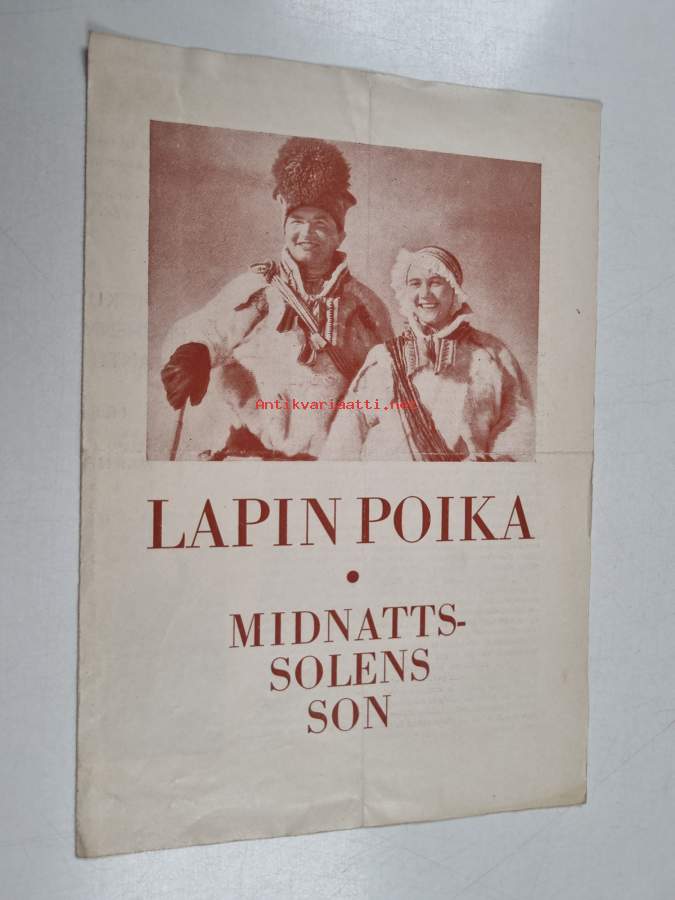 Antikvariaatti.net
LAPIN POIKA
•
MIDNATTS-
SOLENS
SON